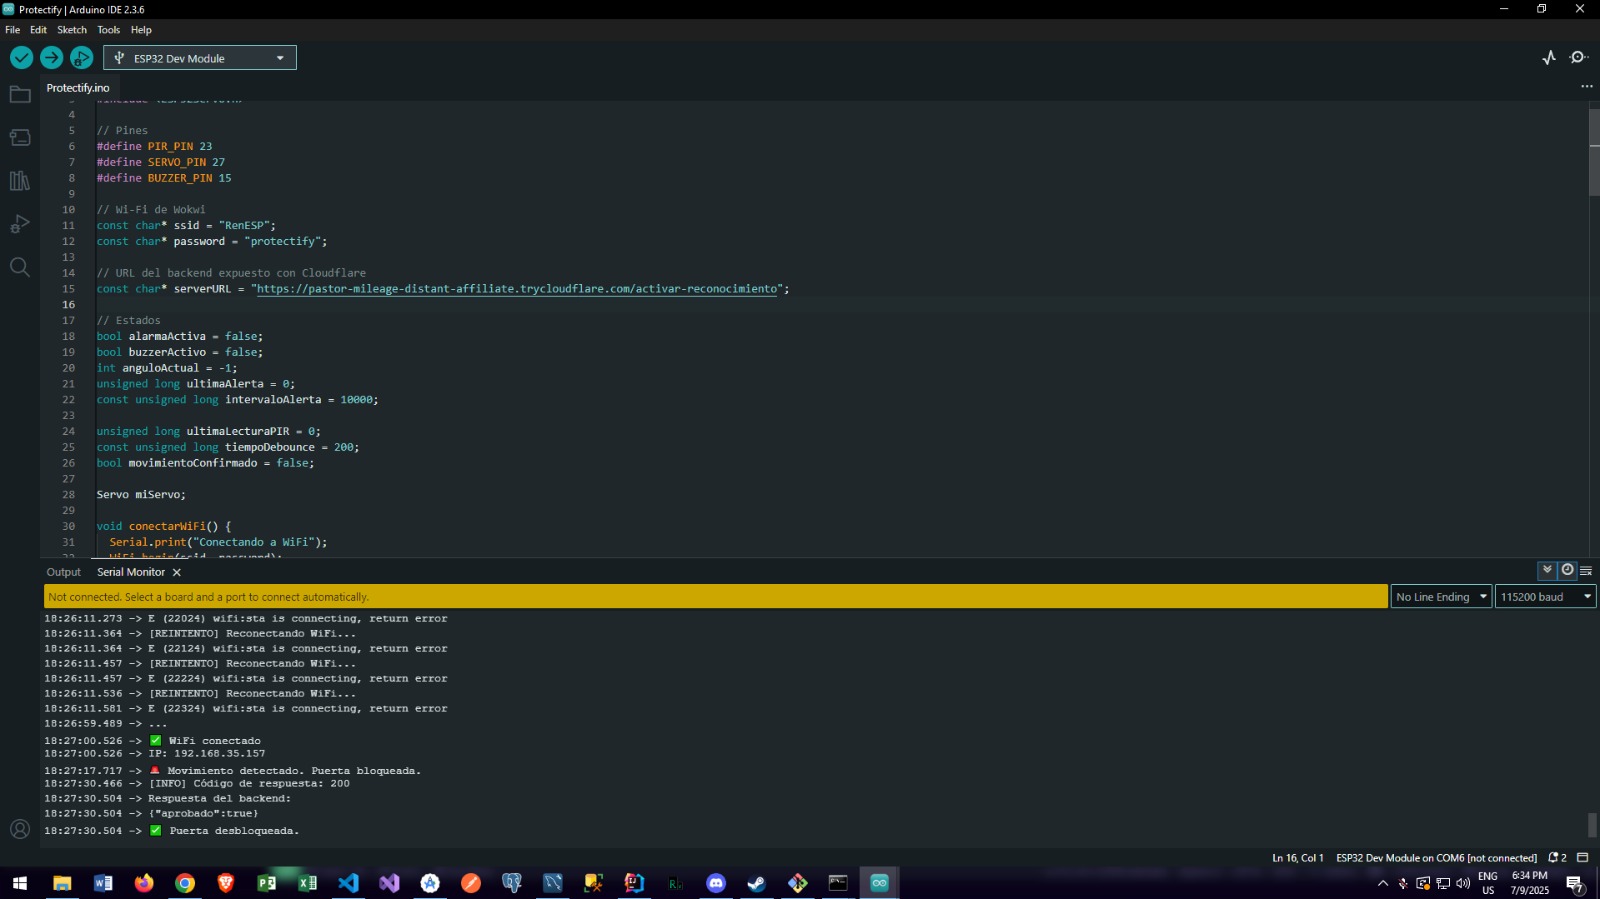 Protectify | Arduino IDE 2.3.6
File Edit Sketch Tools Help
ESP32 Dev Module
Protectify.ino
4
5 // Pines
6 #define PIR_PIN 23
7 #define SERVO_PIN 27
8 #define BUZZER_PIN 15
9
10 // Wi-Fi de Wokwi
11 const char* ssid = "RenESP";
12 const char* password = "protectify";
13
14 // URL del backend expuesto con Cloudflare
15 const char* serverURL = "https://pastor-mileage-distant-affiliate.trycloudflare.com/activar-reconocimiento";
16
17 // Estados
18 bool alarmaActiva = false;
19 bool buzzerActivo = false;
20 int anguloActual = -1;
21 unsigned long ultimaAlerta = 0;
22 const unsigned long intervaloAlerta = 10000;
23
24 unsigned long ultimaLecturaPIR = 0;
25 const unsigned long tiempoDebounce = 200;
26 bool movimientoConfirmado = false;
27
28 Servo miServo;
29
30 void conectarWiFi() {
31 Serial.print("Conectando a WiFi");
Output Serial Monitor
Not connected. Select a board and a port to connect automatically.
No Line Ending 115200 baud
18:26:11.273 -> E (22024) wifi:sta is connecting, return error
18:26:11.364 -> [REINTENTO] Reconectando WiFi...
18:26:11.364 -> E (22124) wifi:sta is connecting, return error
18:26:11.457 -> [REINTENTO] Reconectando WiFi...
18:26:11.457 -> E (22224) wifi:sta is connecting, return error
18:26:11.536 -> [REINTENTO] Reconectando WiFi...
18:26:11.581 -> E (22324) wifi:sta is connecting, return error
18:26:59.489 -> ...
18:27:00.526 -> ✅ WiFi conectado
18:27:00.526 -> IP: 192.168.35.157
18:27:17.717 -> 🚨 Movimiento detectado. Puerta bloqueada.
18:27:30.466 -> [INFO] Código de respuesta: 200
18:27:30.504 -> Respuesta del backend:
18:27:30.504 -> {"aprobado":true}
18:27:30.504 -> ✅ Puerta desbloqueada.
Ln 16, Col 1 ESP32 Dev Module on COM6 [not connected] 2
ENG
US
6:34 PM
7/9/2025
7